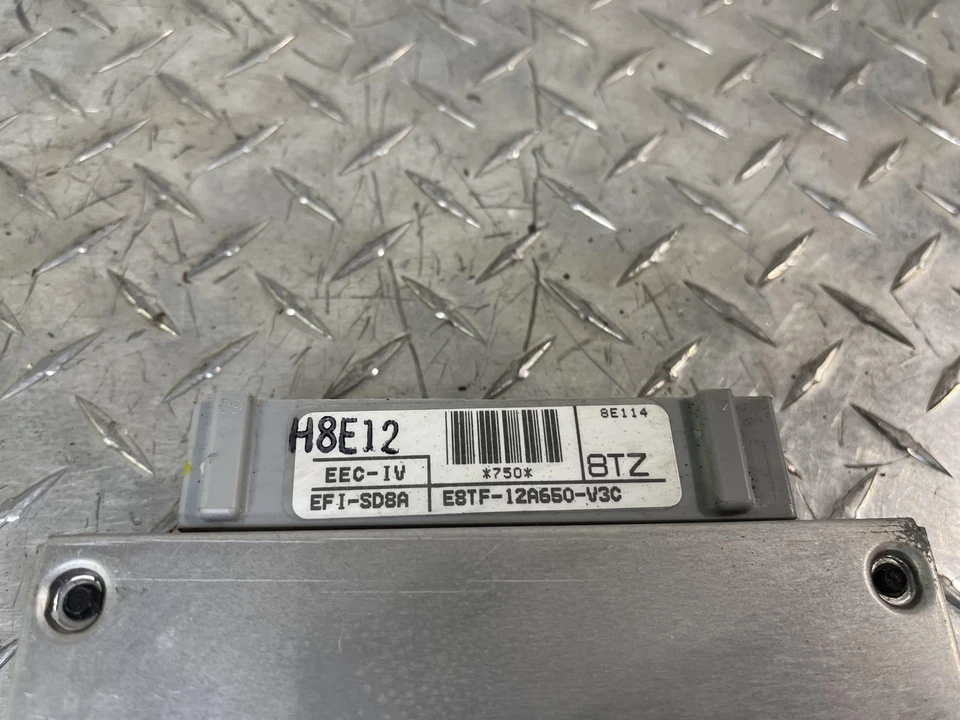 H8E12
8E114
EEC-IV
*750*
8TZ
EFI-SD8A
E8TF-12A650-V3C